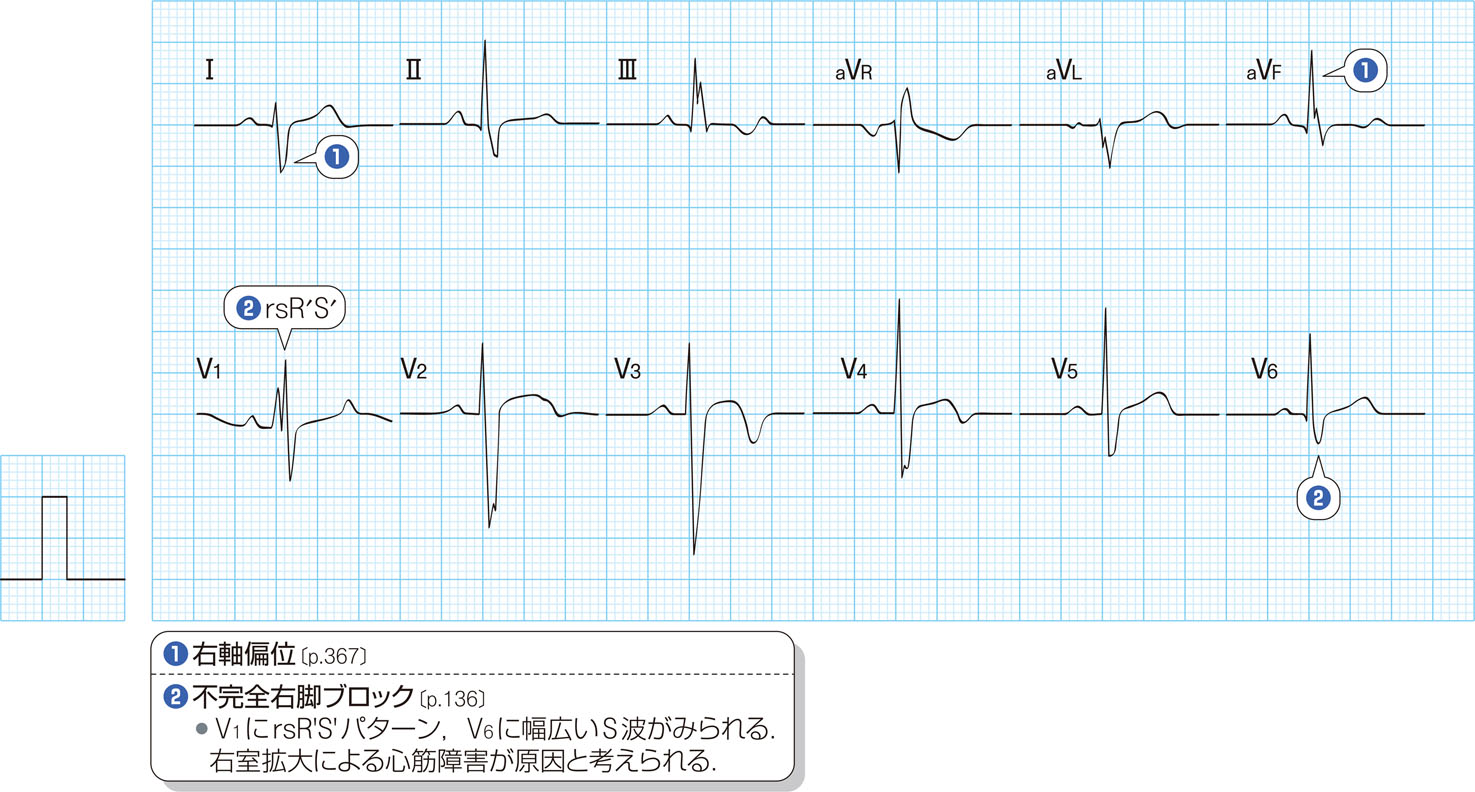 I II III aVR aVL aVF
❶
❶
❷rsR′S′
V1 V2 V3 V4 V5 V6
❷
❶右軸偏位〔p.367〕
❷不完全右脚ブロック〔p.136〕
●V1にrsR'S'パターン，V6に幅広いS波がみられる．
右室拡大による心筋障害が原因と考えられる．